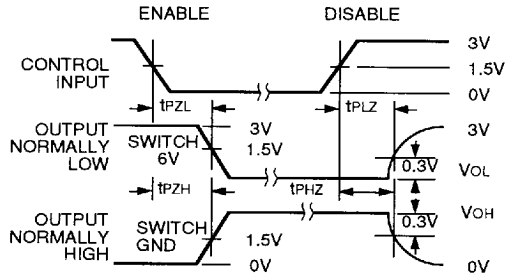 ENABLE DISABLE
3V
CONTROL INPUT 1.5V
0V
tPZL tPLZ
OUTPUT NORMALLY LOW
SWITCH 6V
3V
1.5V
3V
0.3V
VOL
tPZH tPHZ
OUTPUT NORMALLY HIGH
SWITCH GND
1.5V
0V
VOH
0.3V
0V